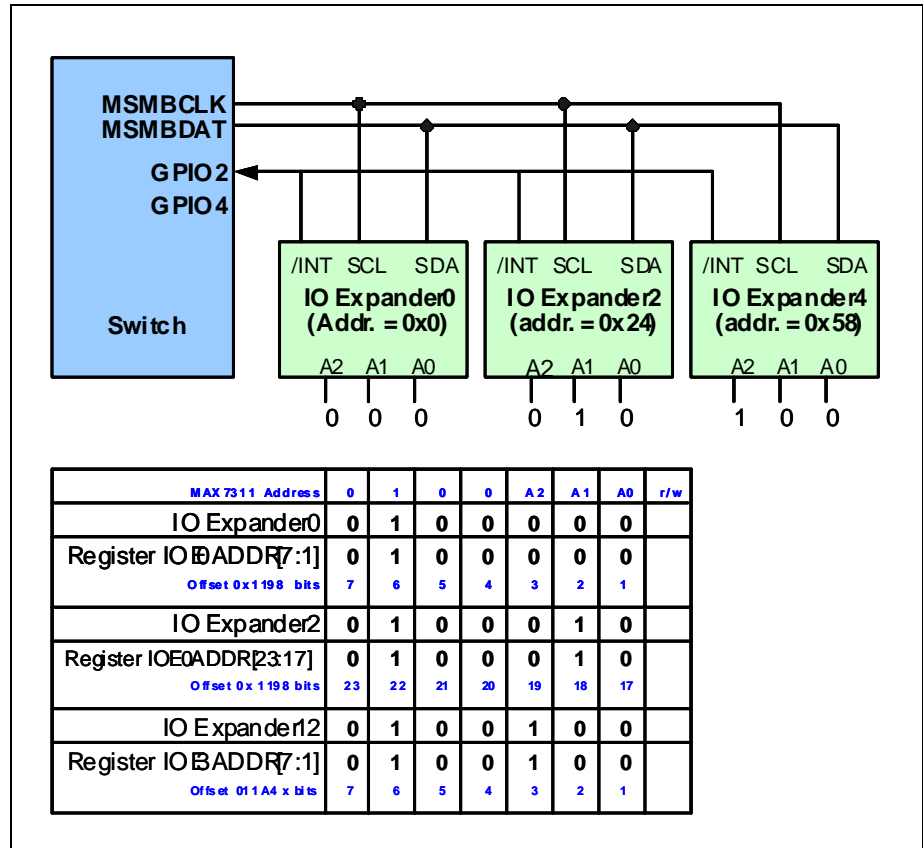 MSMBCLK
MSMBDAT
GPIO2
GPIO4
Switch
/INT SCL SDA
IO Expander0
(Addr. = 0x0)
A2 A1 A0
0 0 0
/INT SCL SDA
IO Expander2
(addr. = 0x24)
A2 A1 A0
0 1 0
/INT SCL SDA
IO Expander4
(addr. = 0x58)
A2 A1 A0
1 0 0
MAX7311 Address 0 1 0 0 A2 A1 A0 r/w
IO Expander0 0 1 0 0 0 0 0
Register IOE0ADDR[7:1] 0 1 0 0 0 0 0
Offset 0x1198 bits 7 6 5 4 3 2 1
IO Expander2 0 1 0 0 0 1 0
Register IOE0ADDR[23:17] 0 1 0 0 0 1 0
Offset 0x1198 bits 23 22 21 20 19 18 17
IO Expander12 0 1 0 0 1 0 0
Register IOE3ADDR[7:1] 0 1 0 0 1 0 0
Offset 011A4 x bits 7 6 5 4 3 2 1